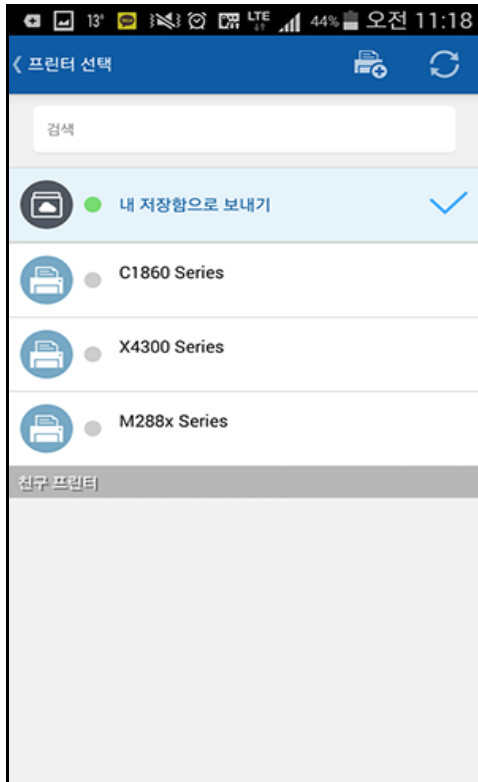 13° LTE 44% 오전 11:18
프린터 선택
검색
내 저장함으로 보내기
C1860 Series
X4300 Series
M288x Series
친구 프린터